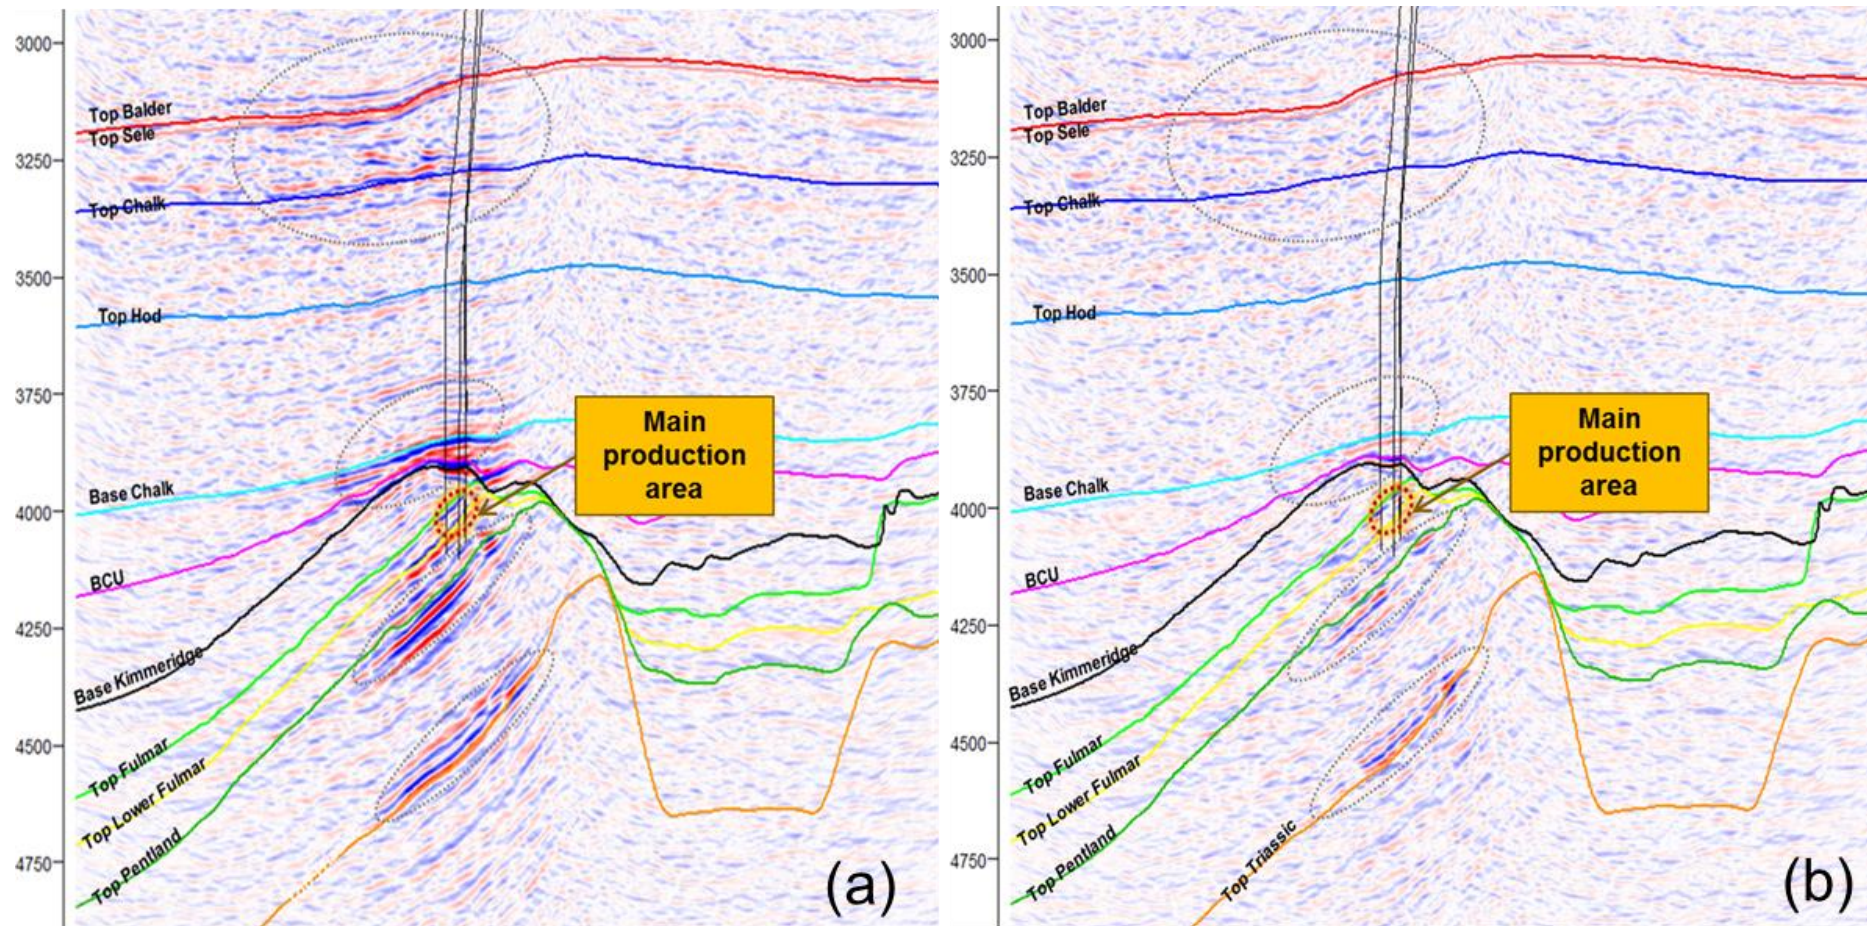 3000
Top Balder
Top Sele
3250
Top Chalk
3500
Top Hod
3750
Main
production
area
Base Chalk
4000
BCU
4250
Base Kimmeridge
4500
Top Fulmar
Top Lower Fulmar
4750
Top Pentland
(a)
3000
Top Balder
Top Sele
3250
Top Chalk
3500
Top Hod
3750
Main
production
area
Base Chalk
4000
BCU
4250
Base Kimmeridge
4500
Top Fulmar
Top Lower Fulmar
4750
Top Pentland
Top Triassic
(b)